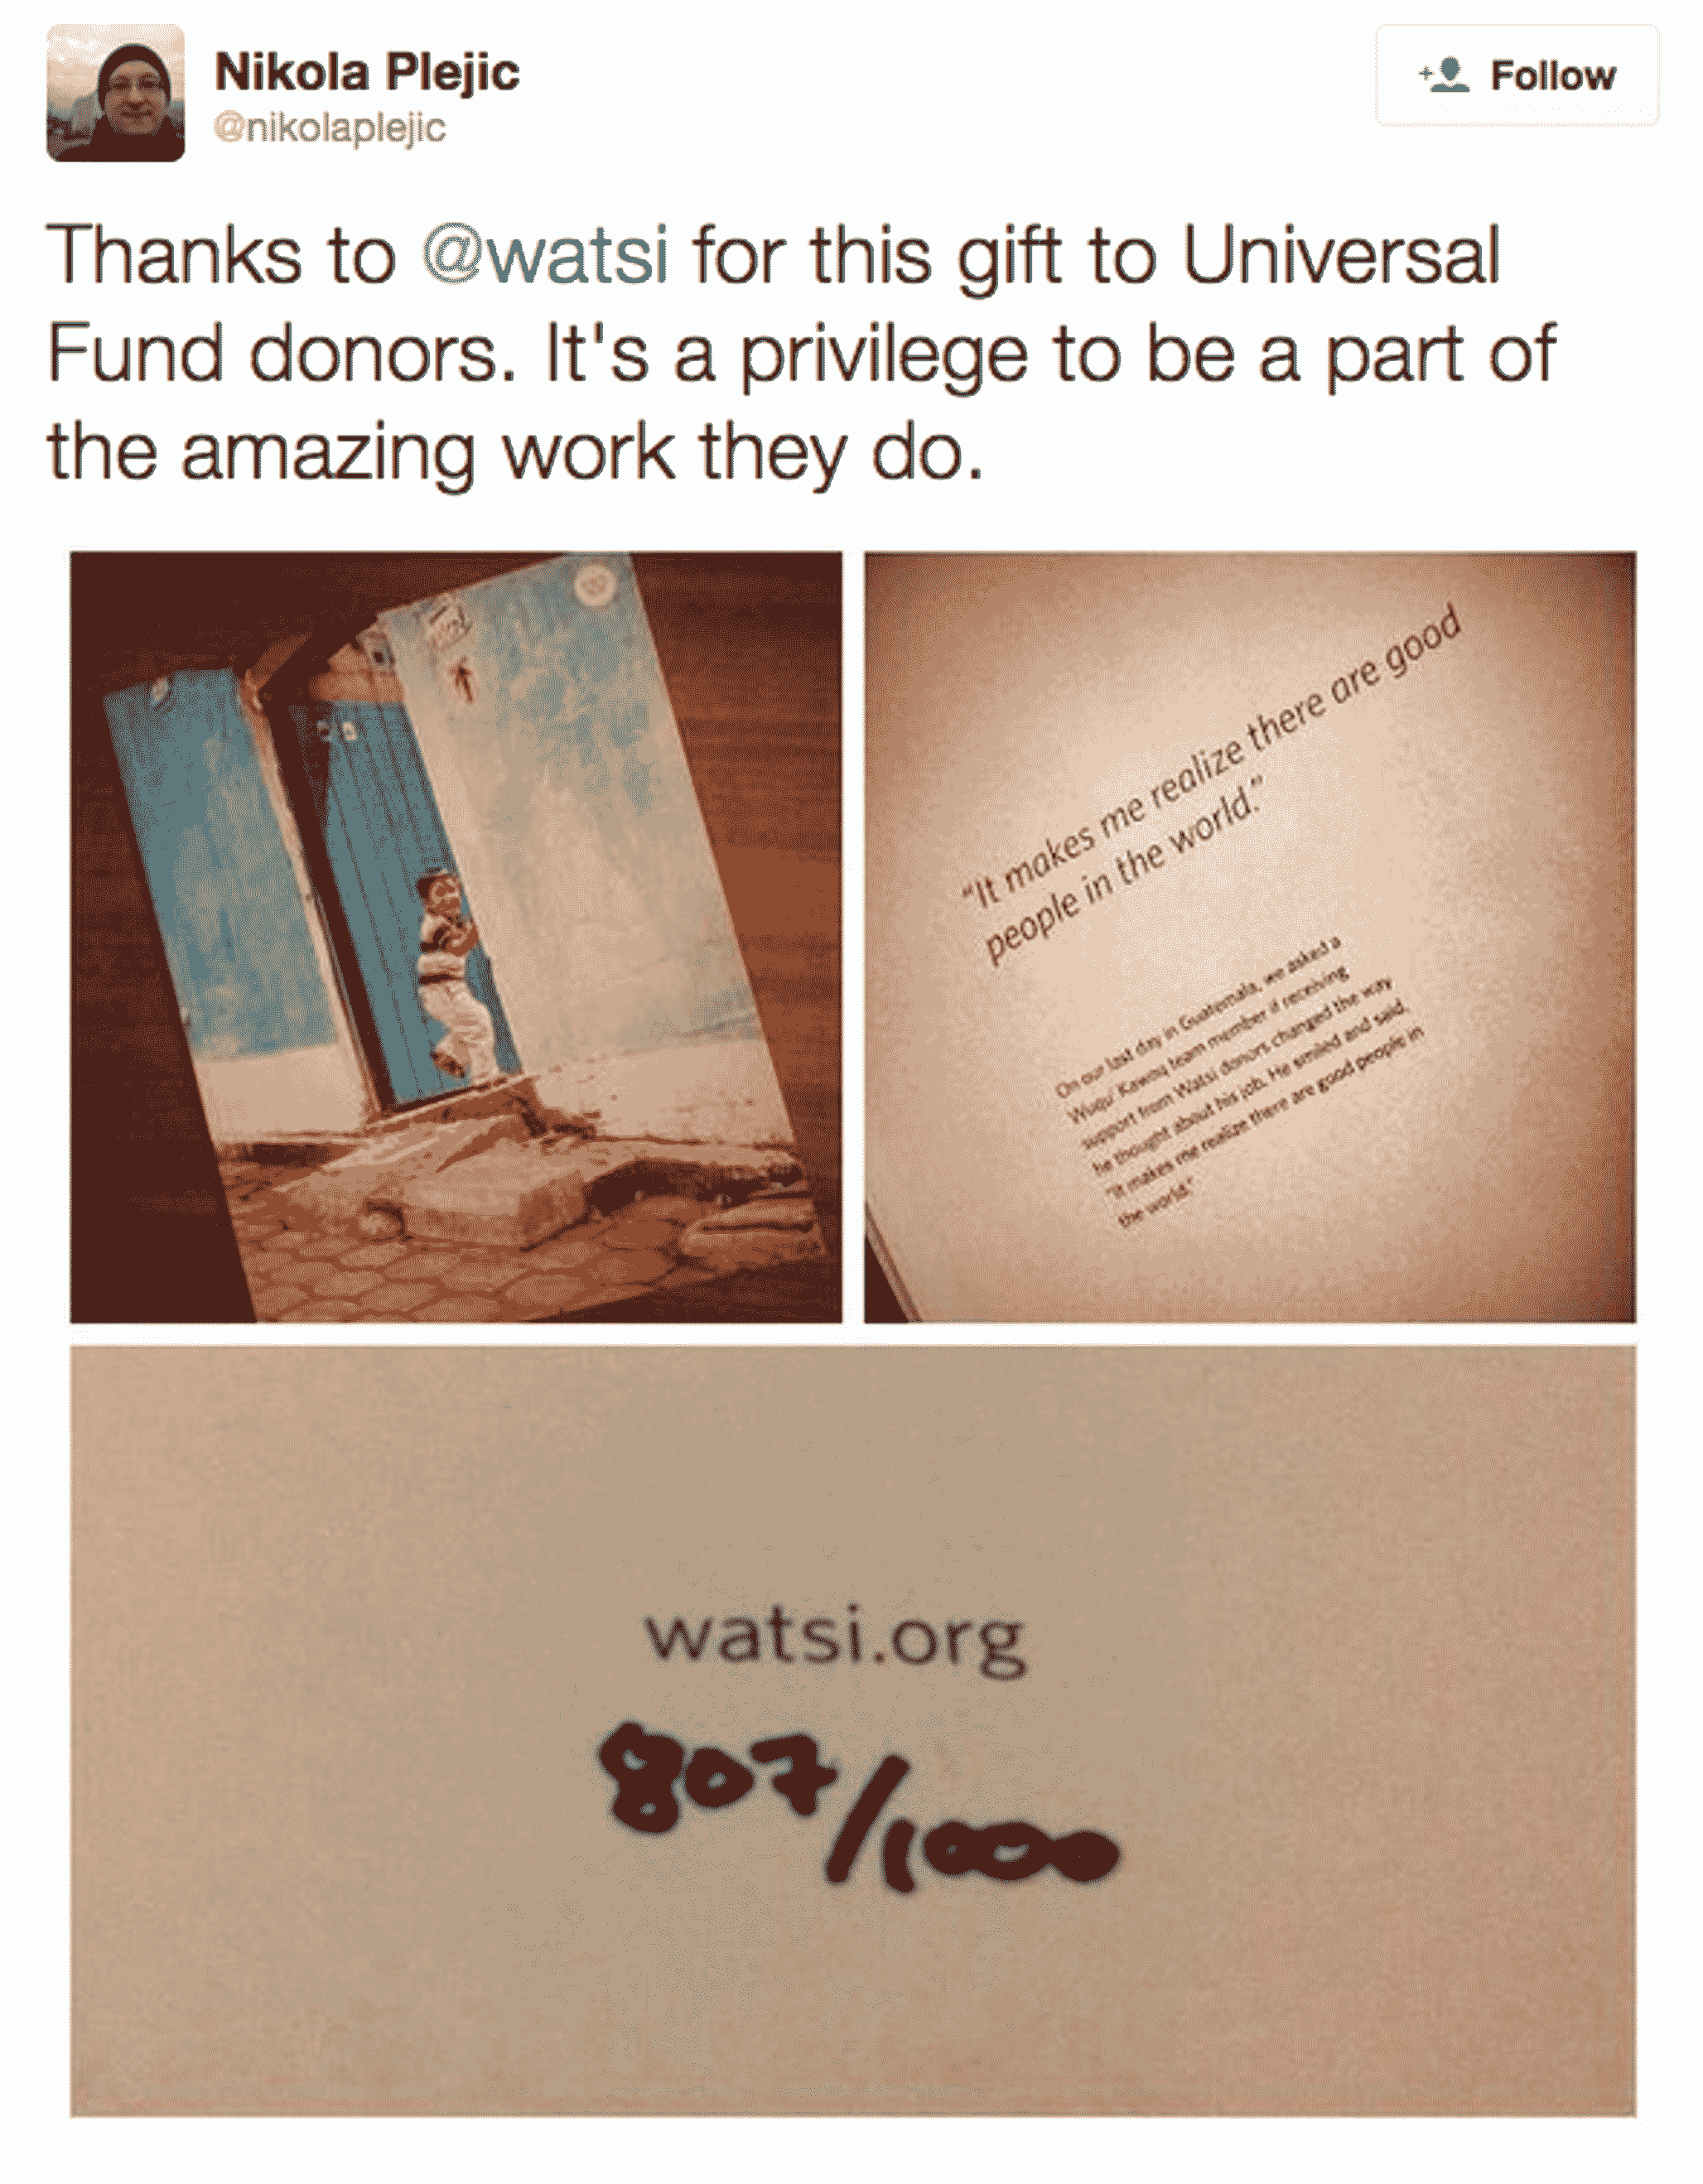 Nikola Plejic
@nikolaplejic
Follow
Thanks to @watsi for this gift to Universal
Fund donors. It's a privilege to be a part of
the amazing work they do.
"It makes me realize there are good
people in the world."
On our last day in Guatemala, we asked a
Wuqu' Kawoq team member if receiving
support from Watsi donors changed the way
he thought about his job. He smiled and said,
"It makes me realize there are good people in
the world."
watsi.org
807/1000